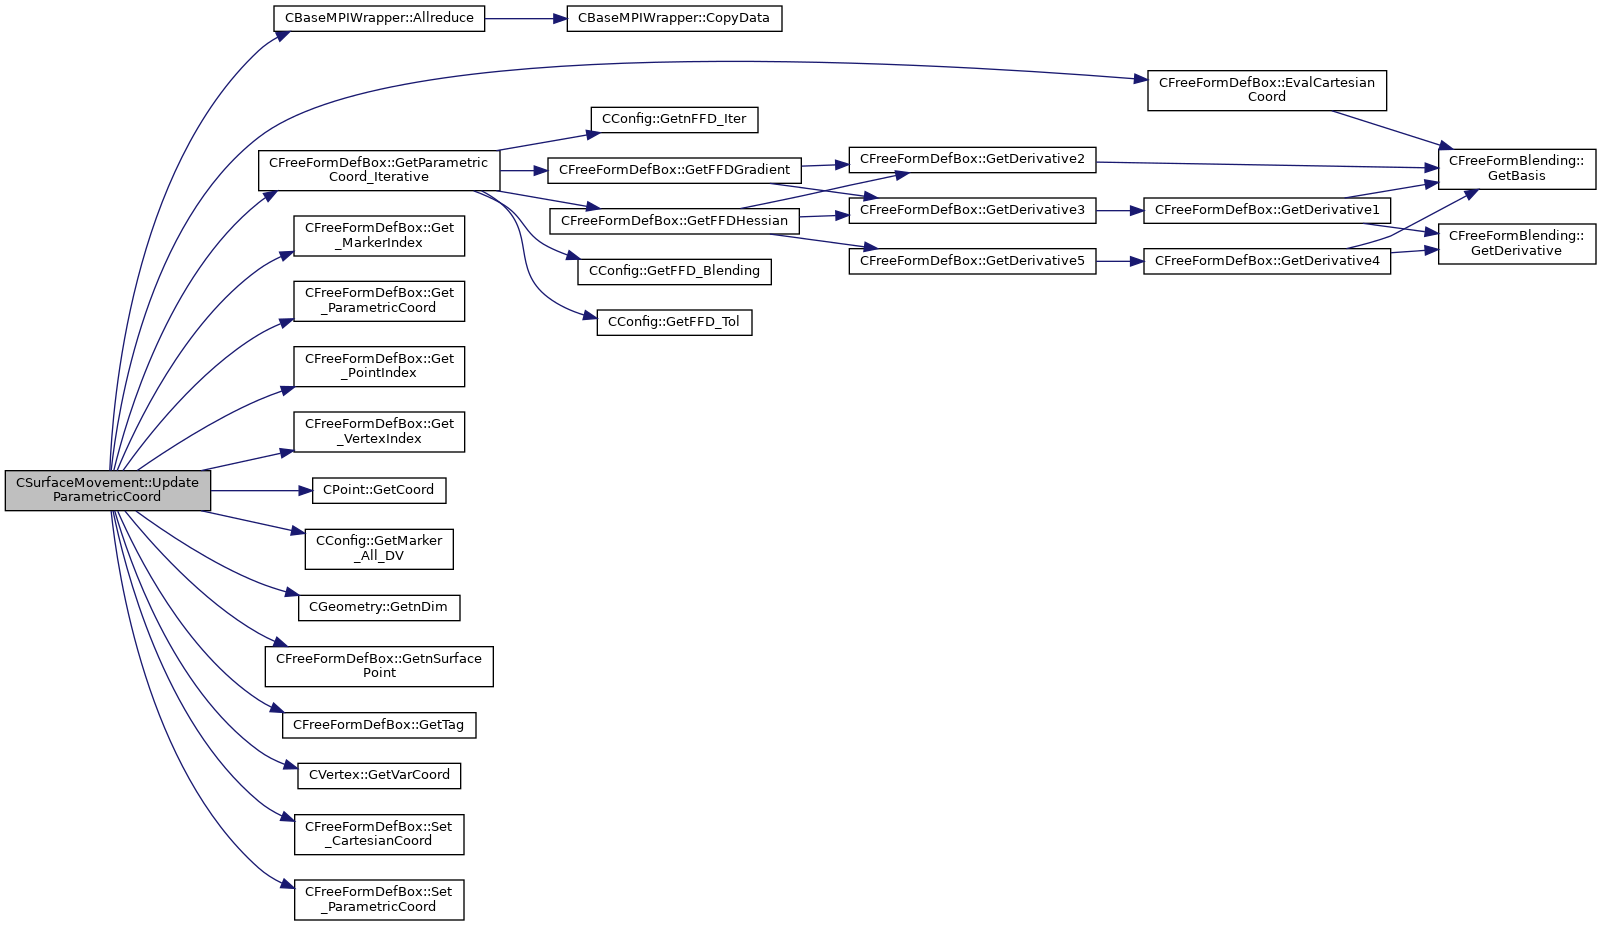 CBaseMPIWrapper::Allreduce
CBaseMPIWrapper::CopyData
CFreeFormDefBox::EvalCartesian
Coord
CConfig::GetnFFD_Iter
CFreeFormDefBox::GetParametric
Coord_Iterative
CFreeFormDefBox::GetFFDGradient
CFreeFormDefBox::GetDerivative2
CFreeFormBlending::
GetBasis
CFreeFormDefBox::GetFFDHessian
CFreeFormDefBox::GetDerivative3
CFreeFormDefBox::GetDerivative1
CFreeFormDefBox::Get
_MarkerIndex
CFreeFormBlending::
GetDerivative
CConfig::GetFFD_Blending
CFreeFormDefBox::GetDerivative5
CFreeFormDefBox::GetDerivative4
CFreeFormDefBox::Get
_ParametricCoord
CConfig::GetFFD_Tol
CFreeFormDefBox::Get
_PointIndex
CFreeFormDefBox::Get
_VertexIndex
CSurfaceMovement::Update
ParametricCoord
CPoint::GetCoord
CConfig::GetMarker
_All_DV
CGeometry::GetnDim
CFreeFormDefBox::GetnSurface
Point
CFreeFormDefBox::GetTag
CVertex::GetVarCoord
CFreeFormDefBox::Set
_CartesianCoord
CFreeFormDefBox::Set
_ParametricCoord